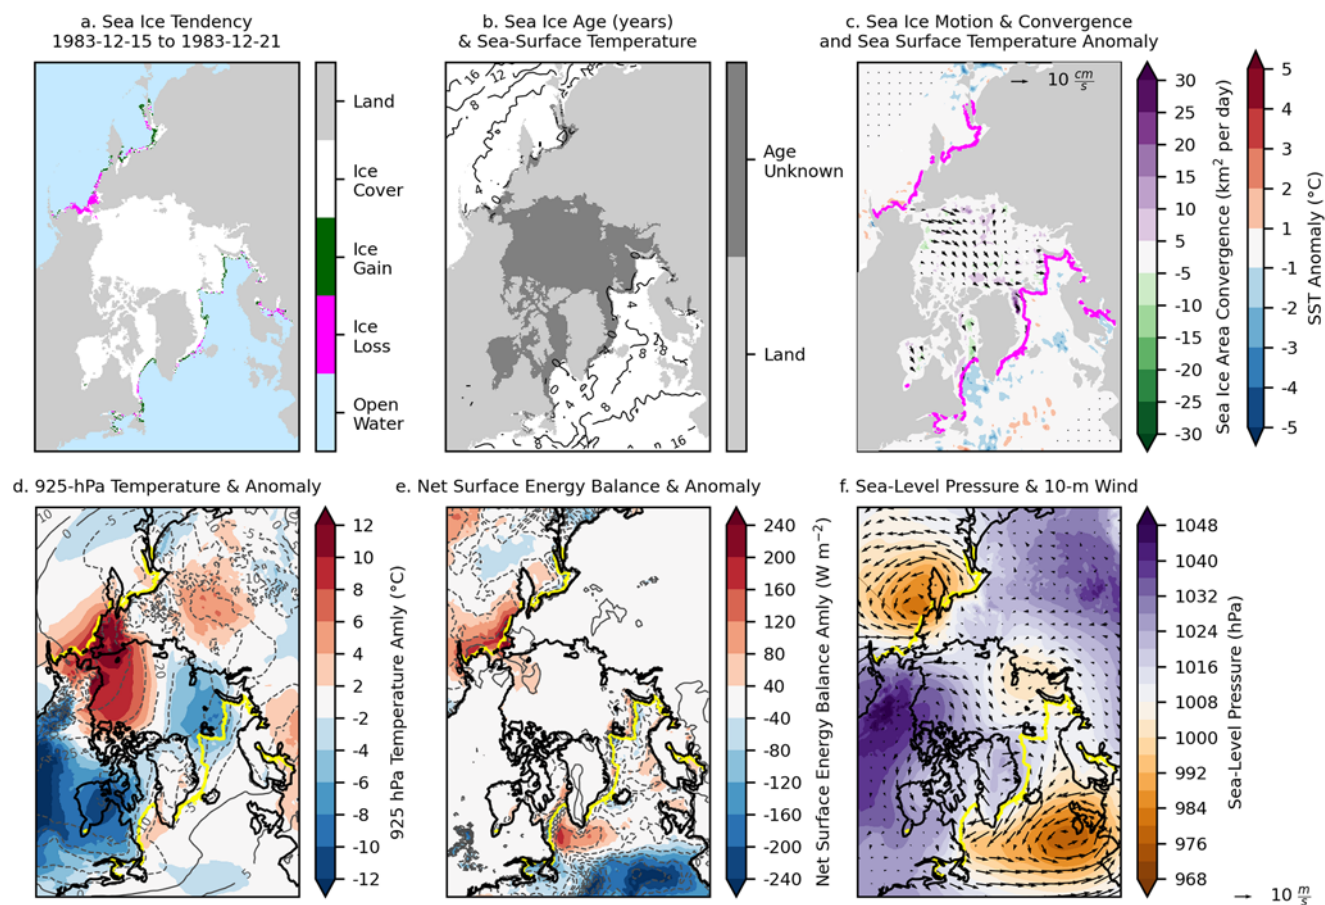 a. Sea Ice Tendency
1983-12-15 to 1983-12-21
Land
Ice
Cover
Ice
Gain
Ice
Loss
Open
Water
b. Sea Ice Age (years)
& Sea-Surface Temperature
Age
Unknown
Land
c. Sea Ice Motion & Convergence
and Sea Surface Temperature Anomaly
10 cm/s
30
20
25
15
10
5
-5
-10
-15
-20
-25
-30
Sea Ice Area Convergence (km² per day)
5
4
3
2
1
-1
-2
-3
-4
-5
SST Anomaly (°C)
d. 925-hPa Temperature & Anomaly
12
10
8
6
4
2
-2
-4
-6
-8
-10
-12
925 hPa Temperature Amly (°C)
e. Net Surface Energy Balance & Anomaly
240
200
160
120
80
40
-40
-80
-120
-160
-200
-240
Net Surface Energy Balance Amly (W m⁻²)
f. Sea-Level Pressure & 10-m Wind
1048
1040
1032
1024
1016
1008
1000
992
984
976
968
Sea-Level Pressure (hPa)
10 m/s